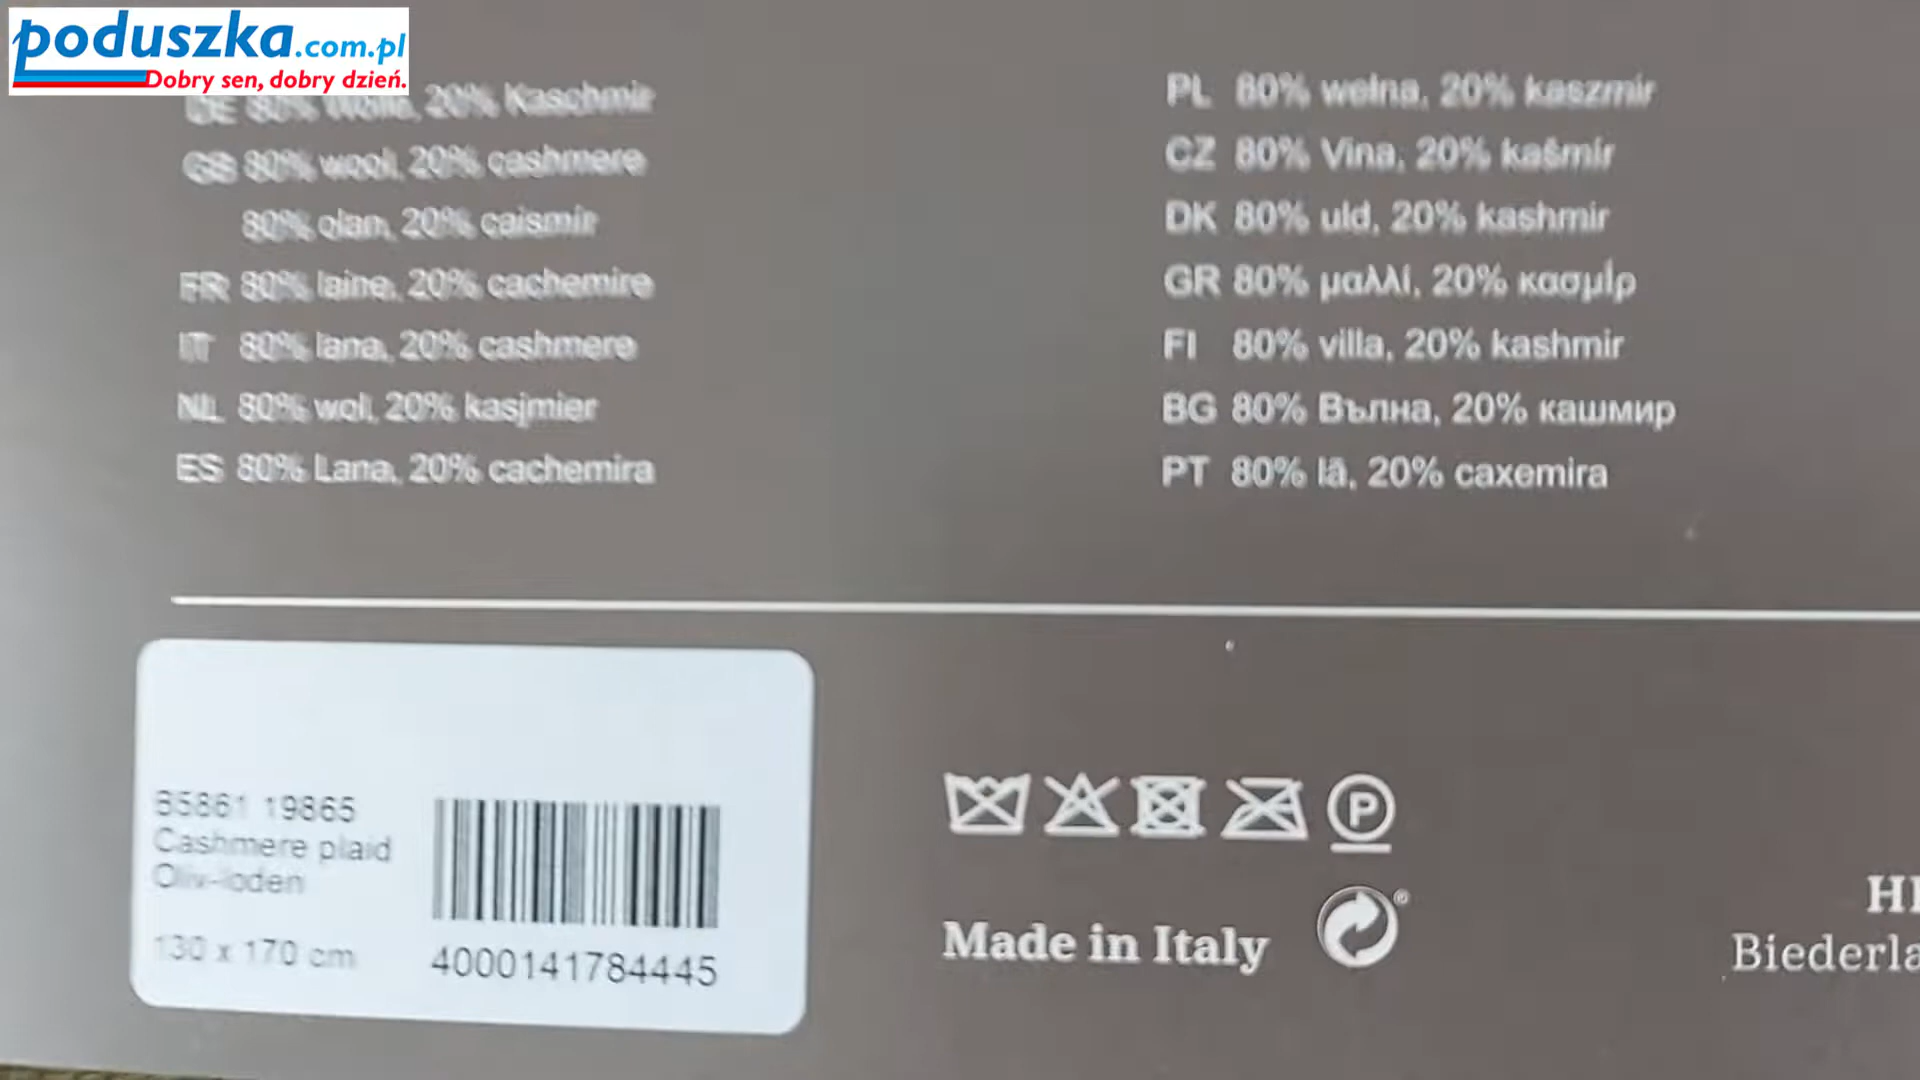 poduszka.com.pl
Dobry sen, dobry dzień.
DE 80% Wolle, 20% Kaschmir
GB 80% wool, 20% cashmere
80% olan, 20% caismír
FR 80% laine, 20% cachemire
IT 80% lana, 20% cashmere
NL 80% wol, 20% kasjmier
ES 80% Lana, 20% cachemira
PL 80% wełna, 20% kaszmir
CZ 80% Vlna, 20% kašmír
DK 80% uld, 20% kashmir
GR 80% μαλλί, 20% κασμίρ
FI 80% villa, 20% kashmir
BG 80% Вълна, 20% кашмир
PT 80% lã, 20% caxemira
85861 19865
Cashmere plaid
Oliv-loden
130 x 170 cm
4000141784445
P
Made in Italy
®